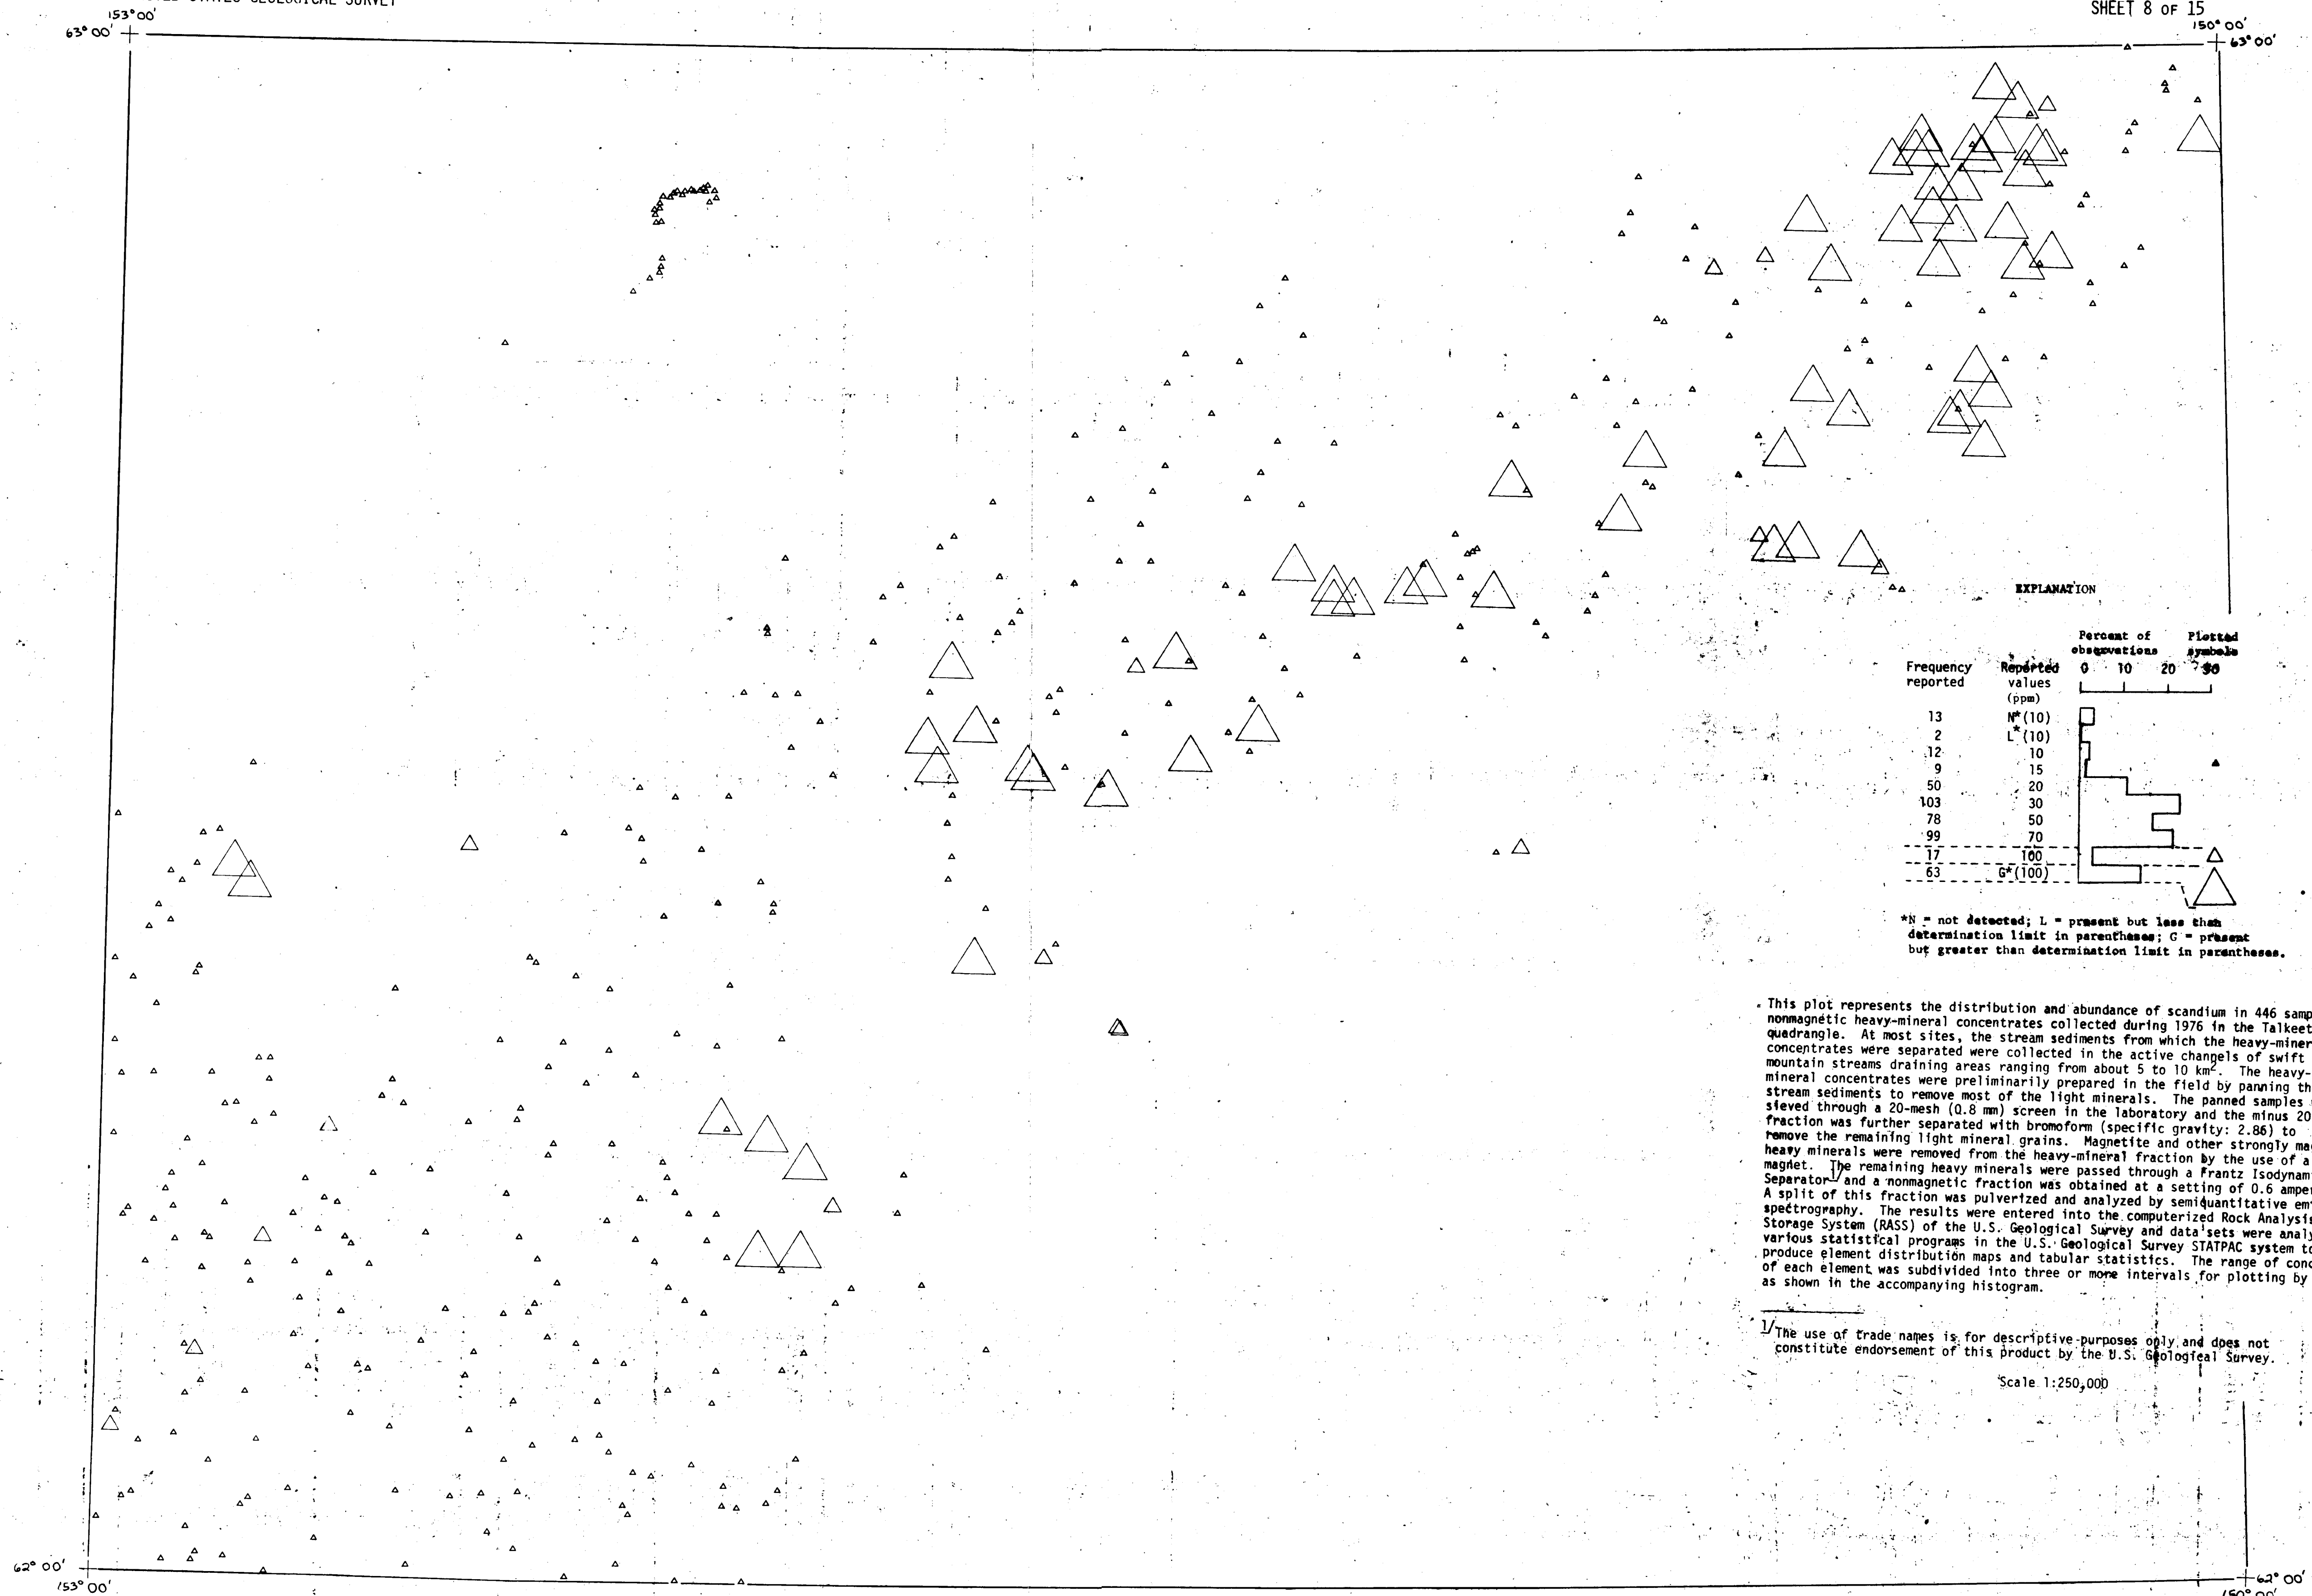 STATES GEOLOGICAL SURVEY
SHEET 8 OF 15
153°00'
150°00'
63°00'
63°00'
EXPLANATION
Percent of Plotted
observations symbols
Frequency Reported 0 10 20 30
reported values
(ppm)
13 N*(10)
2 L*(10)
12 10
9 15
50 20
103 30
78 50
99 70
17 100
63 G*(100)
*N = not detected; L = present but less than
determination limit in parentheses; G = present
but greater than determination limit in parentheses.
This plot represents the distribution and abundance of scandium in 446 samp
nonmagnetic heavy-mineral concentrates collected during 1976 in the Talkeet
quadrangle. At most sites, the stream sediments from which the heavy-miner
concentrates were separated were collected in the active channels of swift
mountain streams draining areas ranging from about 5 to 10 km². The heavy-
mineral concentrates were preliminarily prepared in the field by panning th
stream sediments to remove most of the light minerals. The panned samples
sieved through a 20-mesh (0.8 mm) screen in the laboratory and the minus 20
fraction was further separated with bromoform (specific gravity: 2.86) to
remove the remaining light mineral grains. Magnetite and other strongly ma
heavy minerals were removed from the heavy-mineral fraction by the use of a
magnet. The remaining heavy minerals were passed through a Frantz Isodynam
Separator1/ and a nonmagnetic fraction was obtained at a setting of 0.6 ampe
A split of this fraction was pulverized and analyzed by semiquantitative em
spectrography. The results were entered into the computerized Rock Analysis
Storage System (RASS) of the U.S. Geological Survey and data sets were analy
various statistical programs in the U.S. Geological Survey STATPAC system to
produce element distribution maps and tabular statistics. The range of conc
of each element was subdivided into three or more intervals for plotting by
as shown in the accompanying histogram.
1/The use of trade names is for descriptive purposes only and does not
constitute endorsement of this product by the U.S. Geological Survey.
Scale 1:250,000
62°00'
62°00'
153°00'